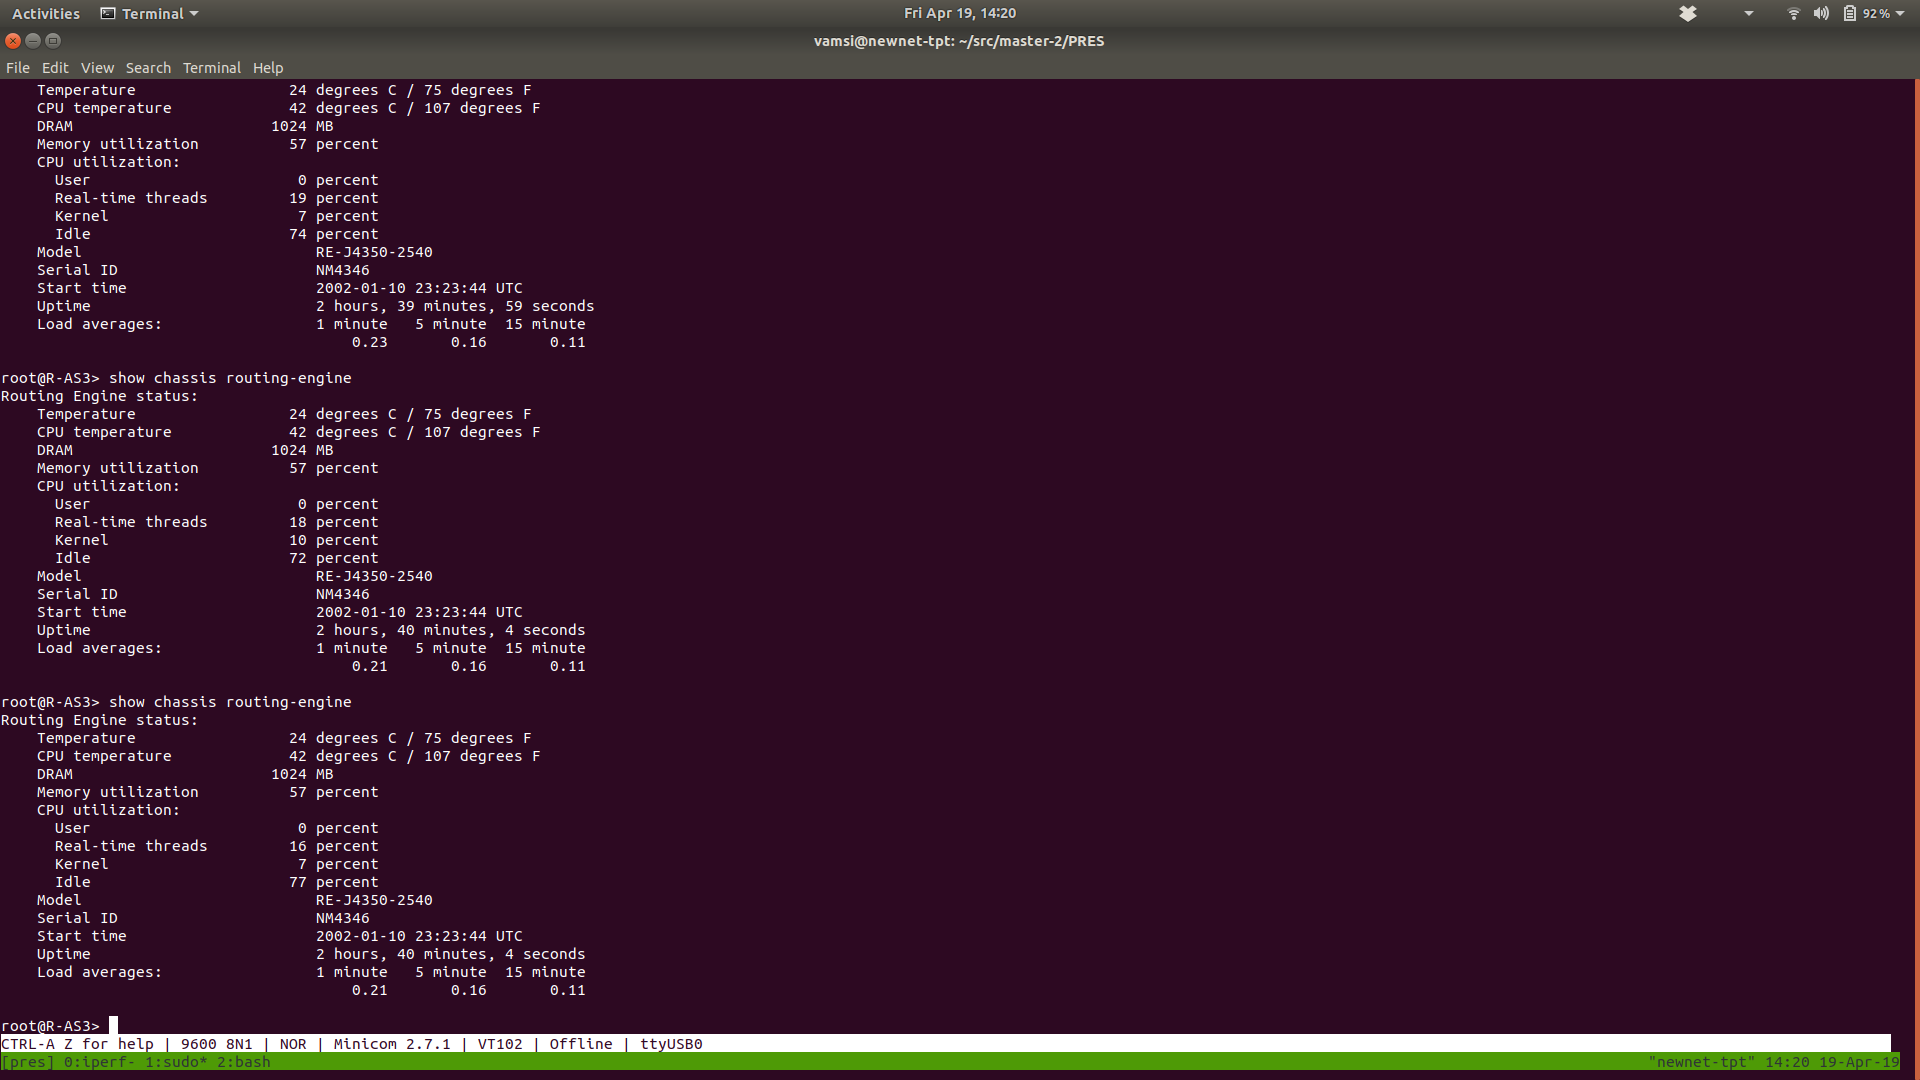 Activities Terminal Fri Apr 19, 14:20 92 %
vamsi@newnet-tpt: ~/src/master-2/PRES
File Edit View Search Terminal Help
Temperature 24 degrees C / 75 degrees F
CPU temperature 42 degrees C / 107 degrees F
DRAM 1024 MB
Memory utilization 57 percent
CPU utilization:
User 0 percent
Real-time threads 19 percent
Kernel 7 percent
Idle 74 percent
Model RE-J4350-2540
Serial ID NM4346
Start time 2002-01-10 23:23:44 UTC
Uptime 2 hours, 39 minutes, 59 seconds
Load averages: 1 minute 5 minute 15 minute
0.23 0.16 0.11
root@R-AS3> show chassis routing-engine
Routing Engine status:
Temperature 24 degrees C / 75 degrees F
CPU temperature 42 degrees C / 107 degrees F
DRAM 1024 MB
Memory utilization 57 percent
CPU utilization:
User 0 percent
Real-time threads 18 percent
Kernel 10 percent
Idle 72 percent
Model RE-J4350-2540
Serial ID NM4346
Start time 2002-01-10 23:23:44 UTC
Uptime 2 hours, 40 minutes, 4 seconds
Load averages: 1 minute 5 minute 15 minute
0.21 0.16 0.11
root@R-AS3> show chassis routing-engine
Routing Engine status:
Temperature 24 degrees C / 75 degrees F
CPU temperature 42 degrees C / 107 degrees F
DRAM 1024 MB
Memory utilization 57 percent
CPU utilization:
User 0 percent
Real-time threads 16 percent
Kernel 7 percent
Idle 77 percent
Model RE-J4350-2540
Serial ID NM4346
Start time 2002-01-10 23:23:44 UTC
Uptime 2 hours, 40 minutes, 4 seconds
Load averages: 1 minute 5 minute 15 minute
0.21 0.16 0.11
root@R-AS3>
CTRL-A Z for help | 9600 8N1 | NOR | Minicom 2.7.1 | VT102 | Offline | ttyUSB0
[pres] 0:iperf- 1:sudo* 2:bash "newnet-tpt" 14:20 19-Apr-19